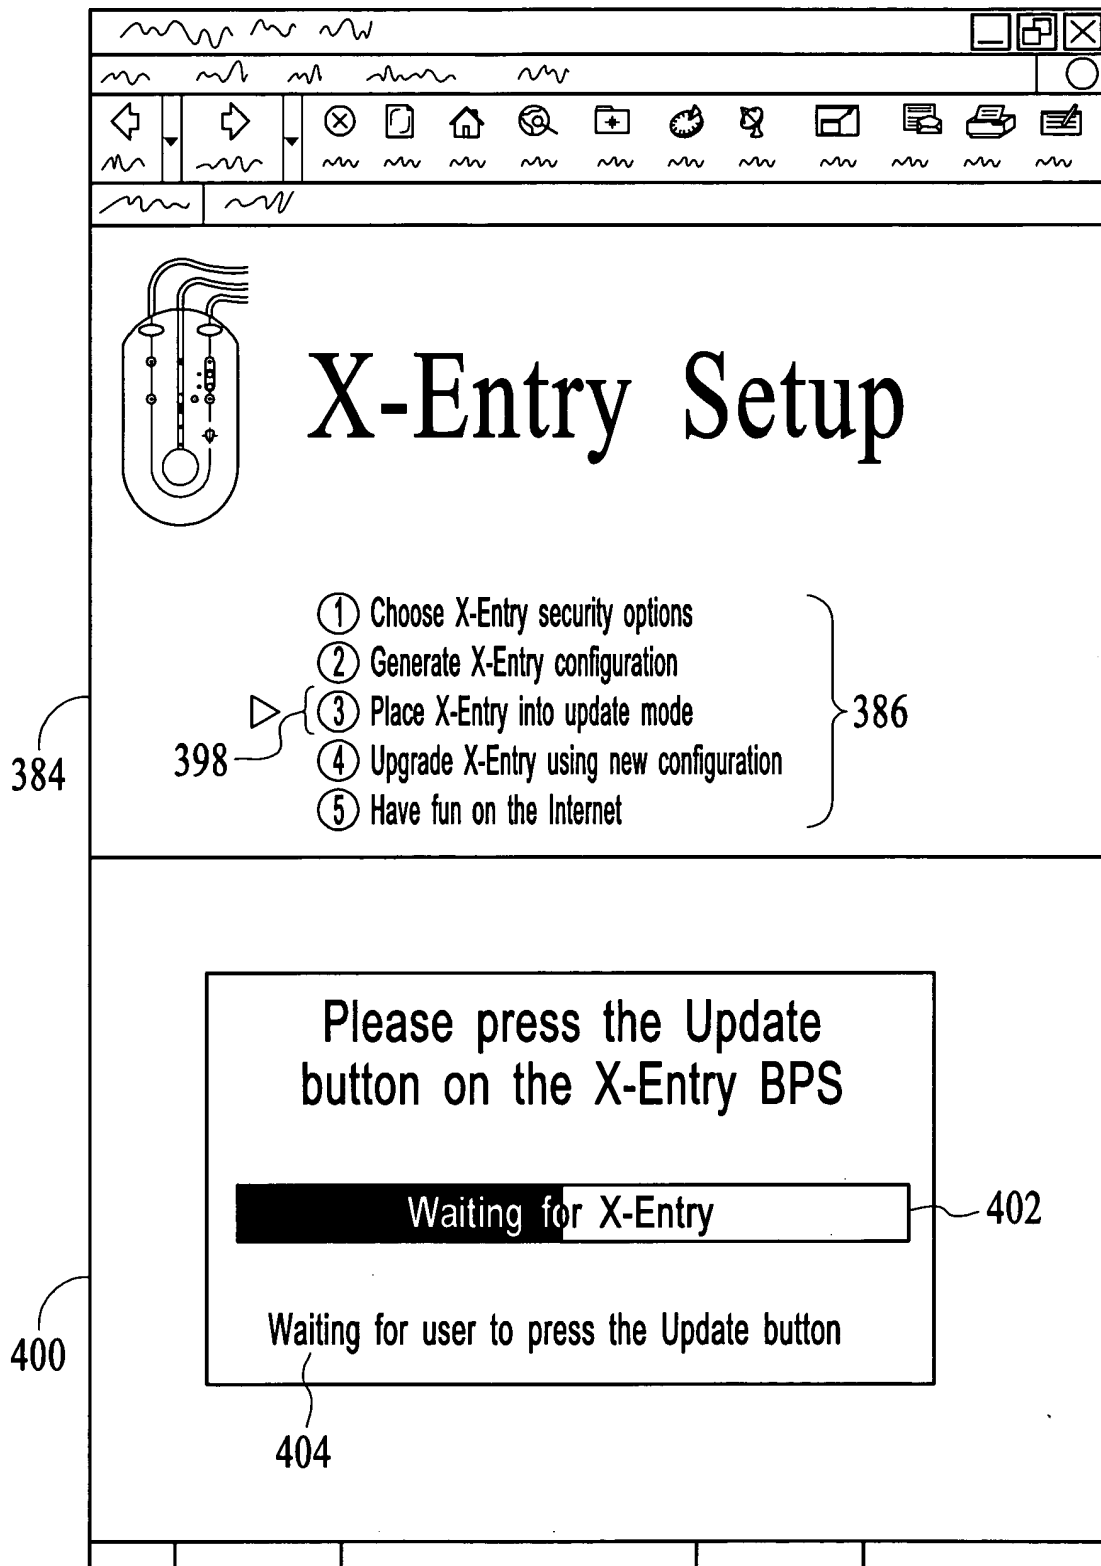 X-Entry Setup
1 Choose X-Entry security options
2 Generate X-Entry configuration
3 Place X-Entry into update mode
4 Upgrade X-Entry using new configuration
5 Have fun on the Internet
386
398
384
Please press the Update
button on the X-Entry BPS
Waiting for X-Entry
402
Waiting for user to press the Update button
400
404